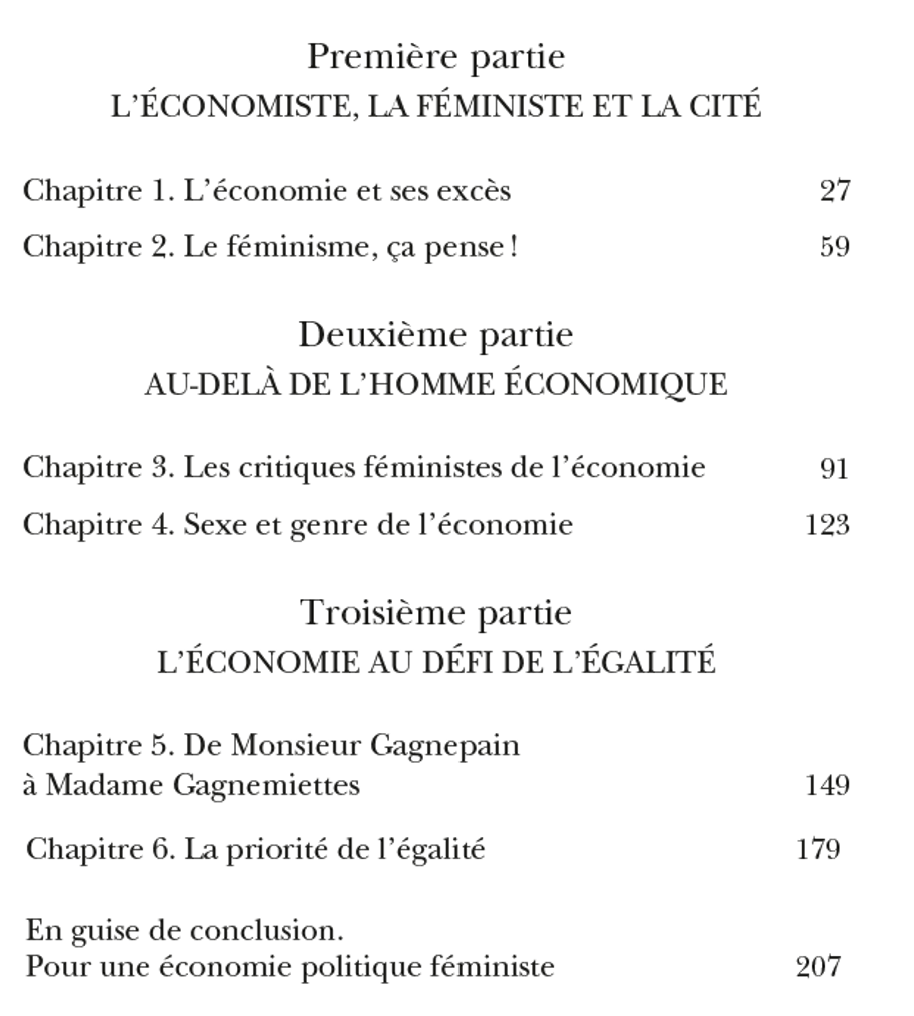 Première partie
L’ÉCONOMISTE, LA FÉMINISTE ET LA CITÉ
Chapitre 1. L’économie et ses excès 27
Chapitre 2. Le féminisme, ça pense ! 59
Deuxième partie
AU-DELÀ DE L’HOMME ÉCONOMIQUE
Chapitre 3. Les critiques féministes de l’économie 91
Chapitre 4. Sexe et genre de l’économie 123
Troisième partie
L’ÉCONOMIE AU DÉFI DE L’ÉGALITÉ
Chapitre 5. De Monsieur Gagnepain
à Madame Gagnemiettes 149
Chapitre 6. La priorité de l’égalité 179
En guise de conclusion.
Pour une économie politique féministe 207